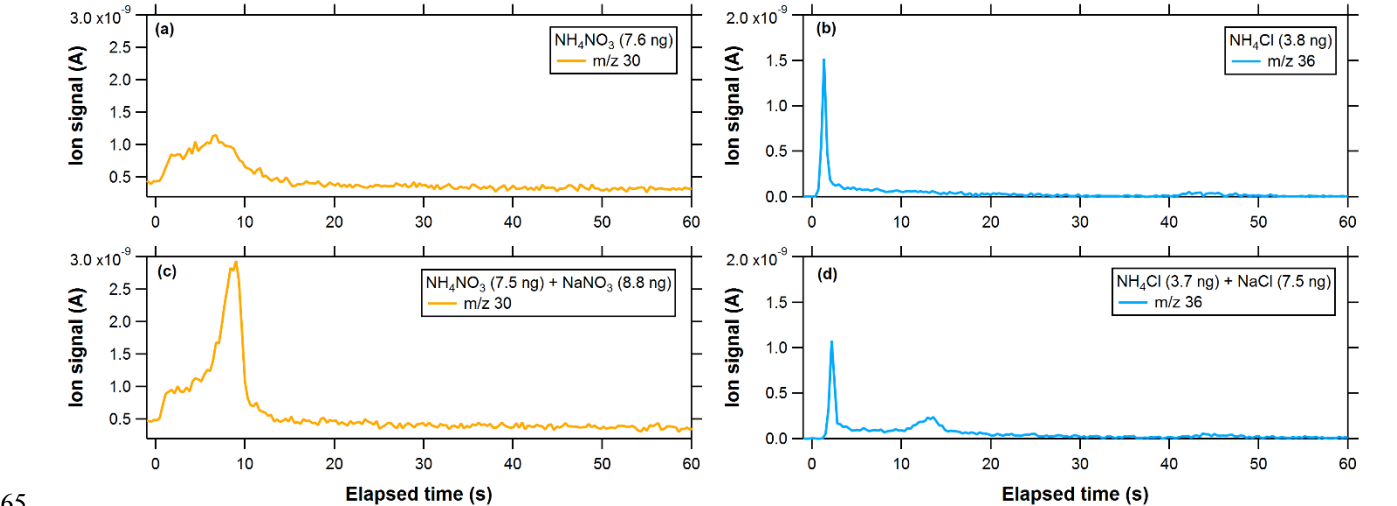 3.0 x10⁻⁹
2.5
2.0
1.5
1.0
0.5
Ion signal (A)
(a)
NH₄NO₃ (7.6 ng)
m/z 30
0 10 20 30 40 50 60
2.0 x10⁻⁹
1.5
1.0
0.5
0.0
Ion signal (A)
(b)
NH₄Cl (3.8 ng)
m/z 36
0 10 20 30 40 50 60
3.0 x10⁻⁹
2.5
2.0
1.5
1.0
0.5
Ion signal (A)
(c)
NH₄NO₃ (7.5 ng) + NaNO₃ (8.8 ng)
m/z 30
0 10 20 30 40 50 60
Elapsed time (s)
2.0 x10⁻⁹
1.5
1.0
0.5
0.0
Ion signal (A)
(d)
NH₄Cl (3.7 ng) + NaCl (7.5 ng)
m/z 36
0 10 20 30 40 50 60
Elapsed time (s)